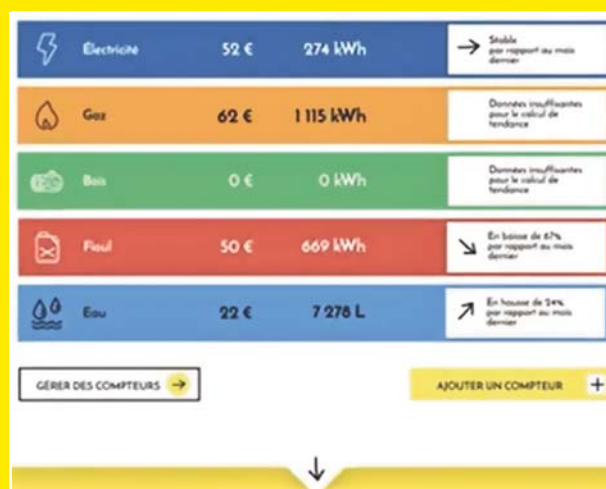 Électricité 52 € 274 kWh
Stable
par rapport au mois
dernier
Gaz 62 € 1 115 kWh
Données insuffisantes
pour le calcul de
tendance
Bois 0 € 0 kWh
Données insuffisantes
pour le calcul de
tendance
Fioul 50 € 669 kWh
En baisse de 67%
par rapport au mois
dernier
Eau 22 € 7 278 L
En hausse de 24%
par rapport au mois
dernier
GÉRER DES COMPTEURS
AJOUTER UN COMPTEUR +